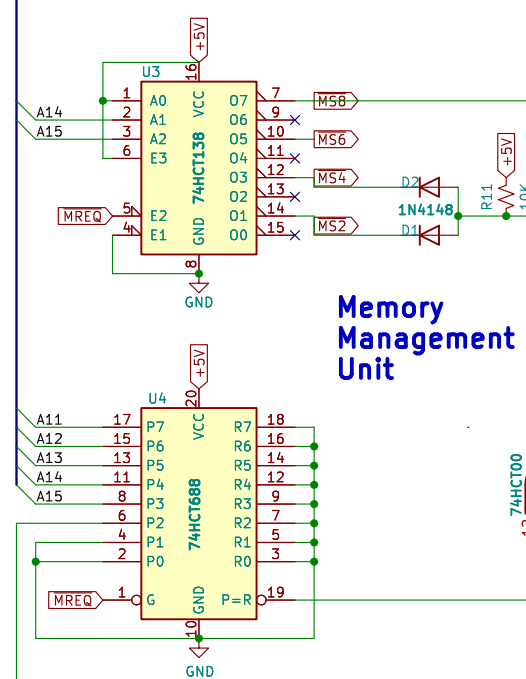 +5V
U3
16
1 A0 VCC O7 7 MS8
A14 2 A1 O6 9
A15 3 A2 O5 10 MS6
6 E3 O4 11
74HCT138
O3 12 MS4
O2 13
MREQ 5 E2 O1 14 MS2
4 E1 GND O0 15
8
GND
D2
1N4148
D1
R11
+5V
Memory
Management
Unit
+5V
U4
20
A11 17 P7 VCC R7 18
A12 15 P6 R6 16
A13 13 P5 R5 14
A14 11 P4 R4 12
A15 8 P3 R3 9
74HCT688
6 P2 R2 7
4 P1 R1 5
2 P0 R0 3
MREQ 1 G GND P=R 19
10
GND
74HCT00